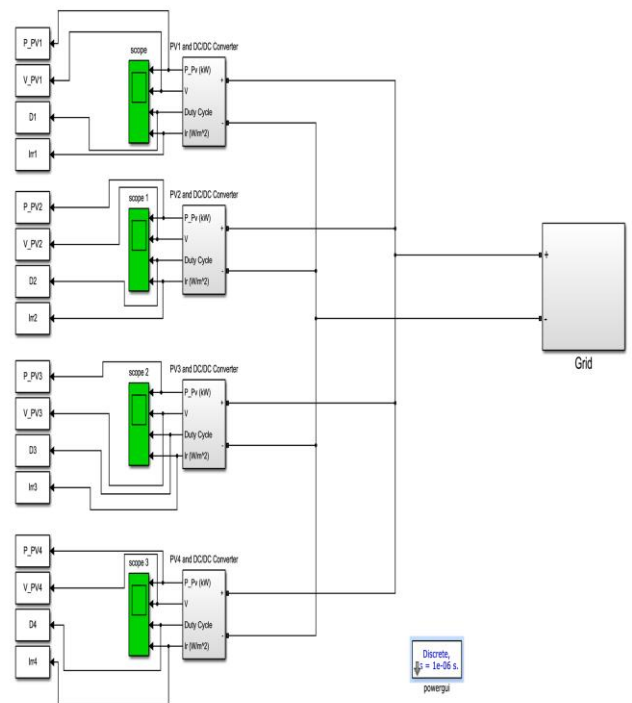 P_PV1
V_PV1
D1
Irr1
scope
PV1 and DC/DC Converter
P_Pv (kW)
V
Duty Cycle
Ir (W/m^2)
+
-
P_PV2
V_PV2
D2
Irr2
scope 1
PV2 and DC/DC Converter
P_Pv (kW)
V
Duty Cycle
Ir (W/m^2)
+
-
P_PV3
V_PV3
D3
Irr3
scope 2
PV3 and DC/DC Converter
P_Pv (kW)
V
Duty Cycle
Ir (W/m^2)
+
-
P_PV4
V_PV4
D4
Irr4
scope 3
PV4 and DC/DC Converter
P_Pv (kW)
V
Duty Cycle
Ir (W/m^2)
+
-
+
-
Grid
Discrete,
s = 1e-06 s.
powergui